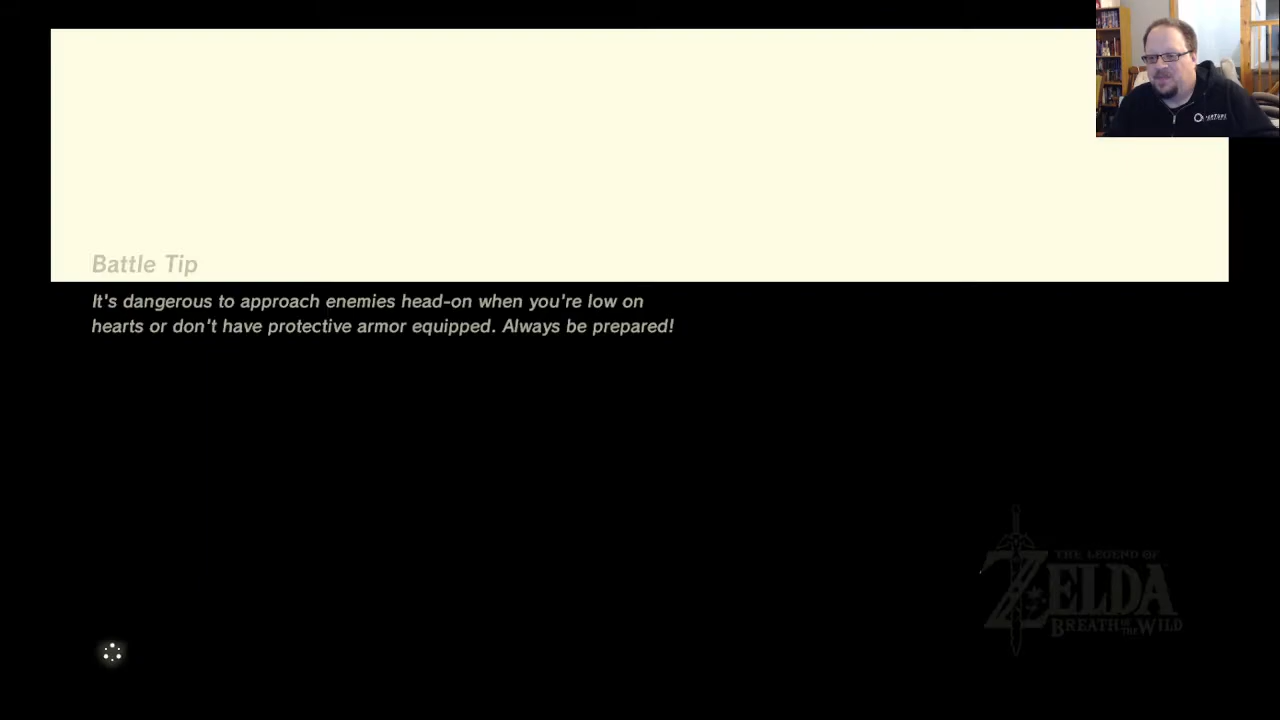 Battle Tip
It's dangerous to approach enemies head-on when you're low on
hearts or don't have protective armor equipped. Always be prepared!
THE LEGEND OF
ZELDA
BREATH OF THE WILD